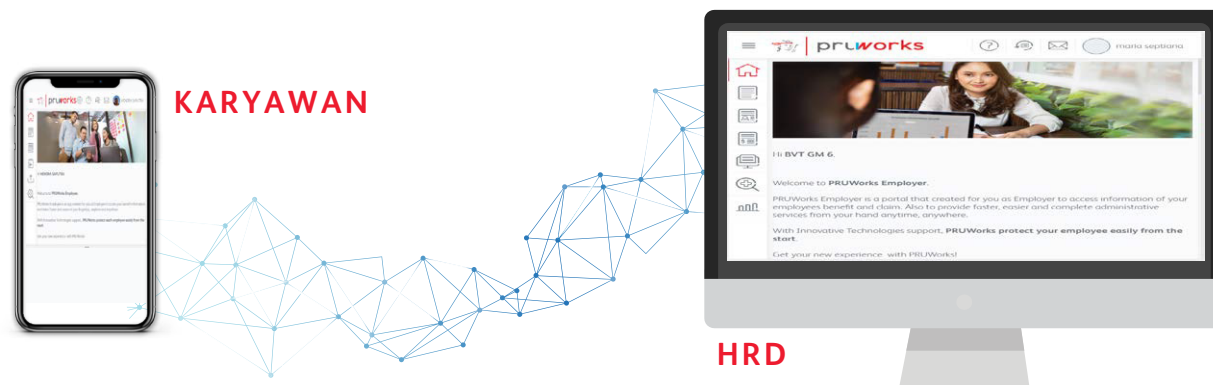 KARYAWAN
pruworks
pruworks
maria septiana
Hi BVT GM 6.
Welcome to PRUWorks Employer.
PRUWorks Employer is a portal that created for you as Employer to access information of your
employees benefit and claim. Also to provide faster, easier and complete administrative
services from your hand anytime, anywhere.
With Innovative Technologies support, PRUWorks protect your employee easily from the
start.
Get your new experience with PRUWorks!
HRD